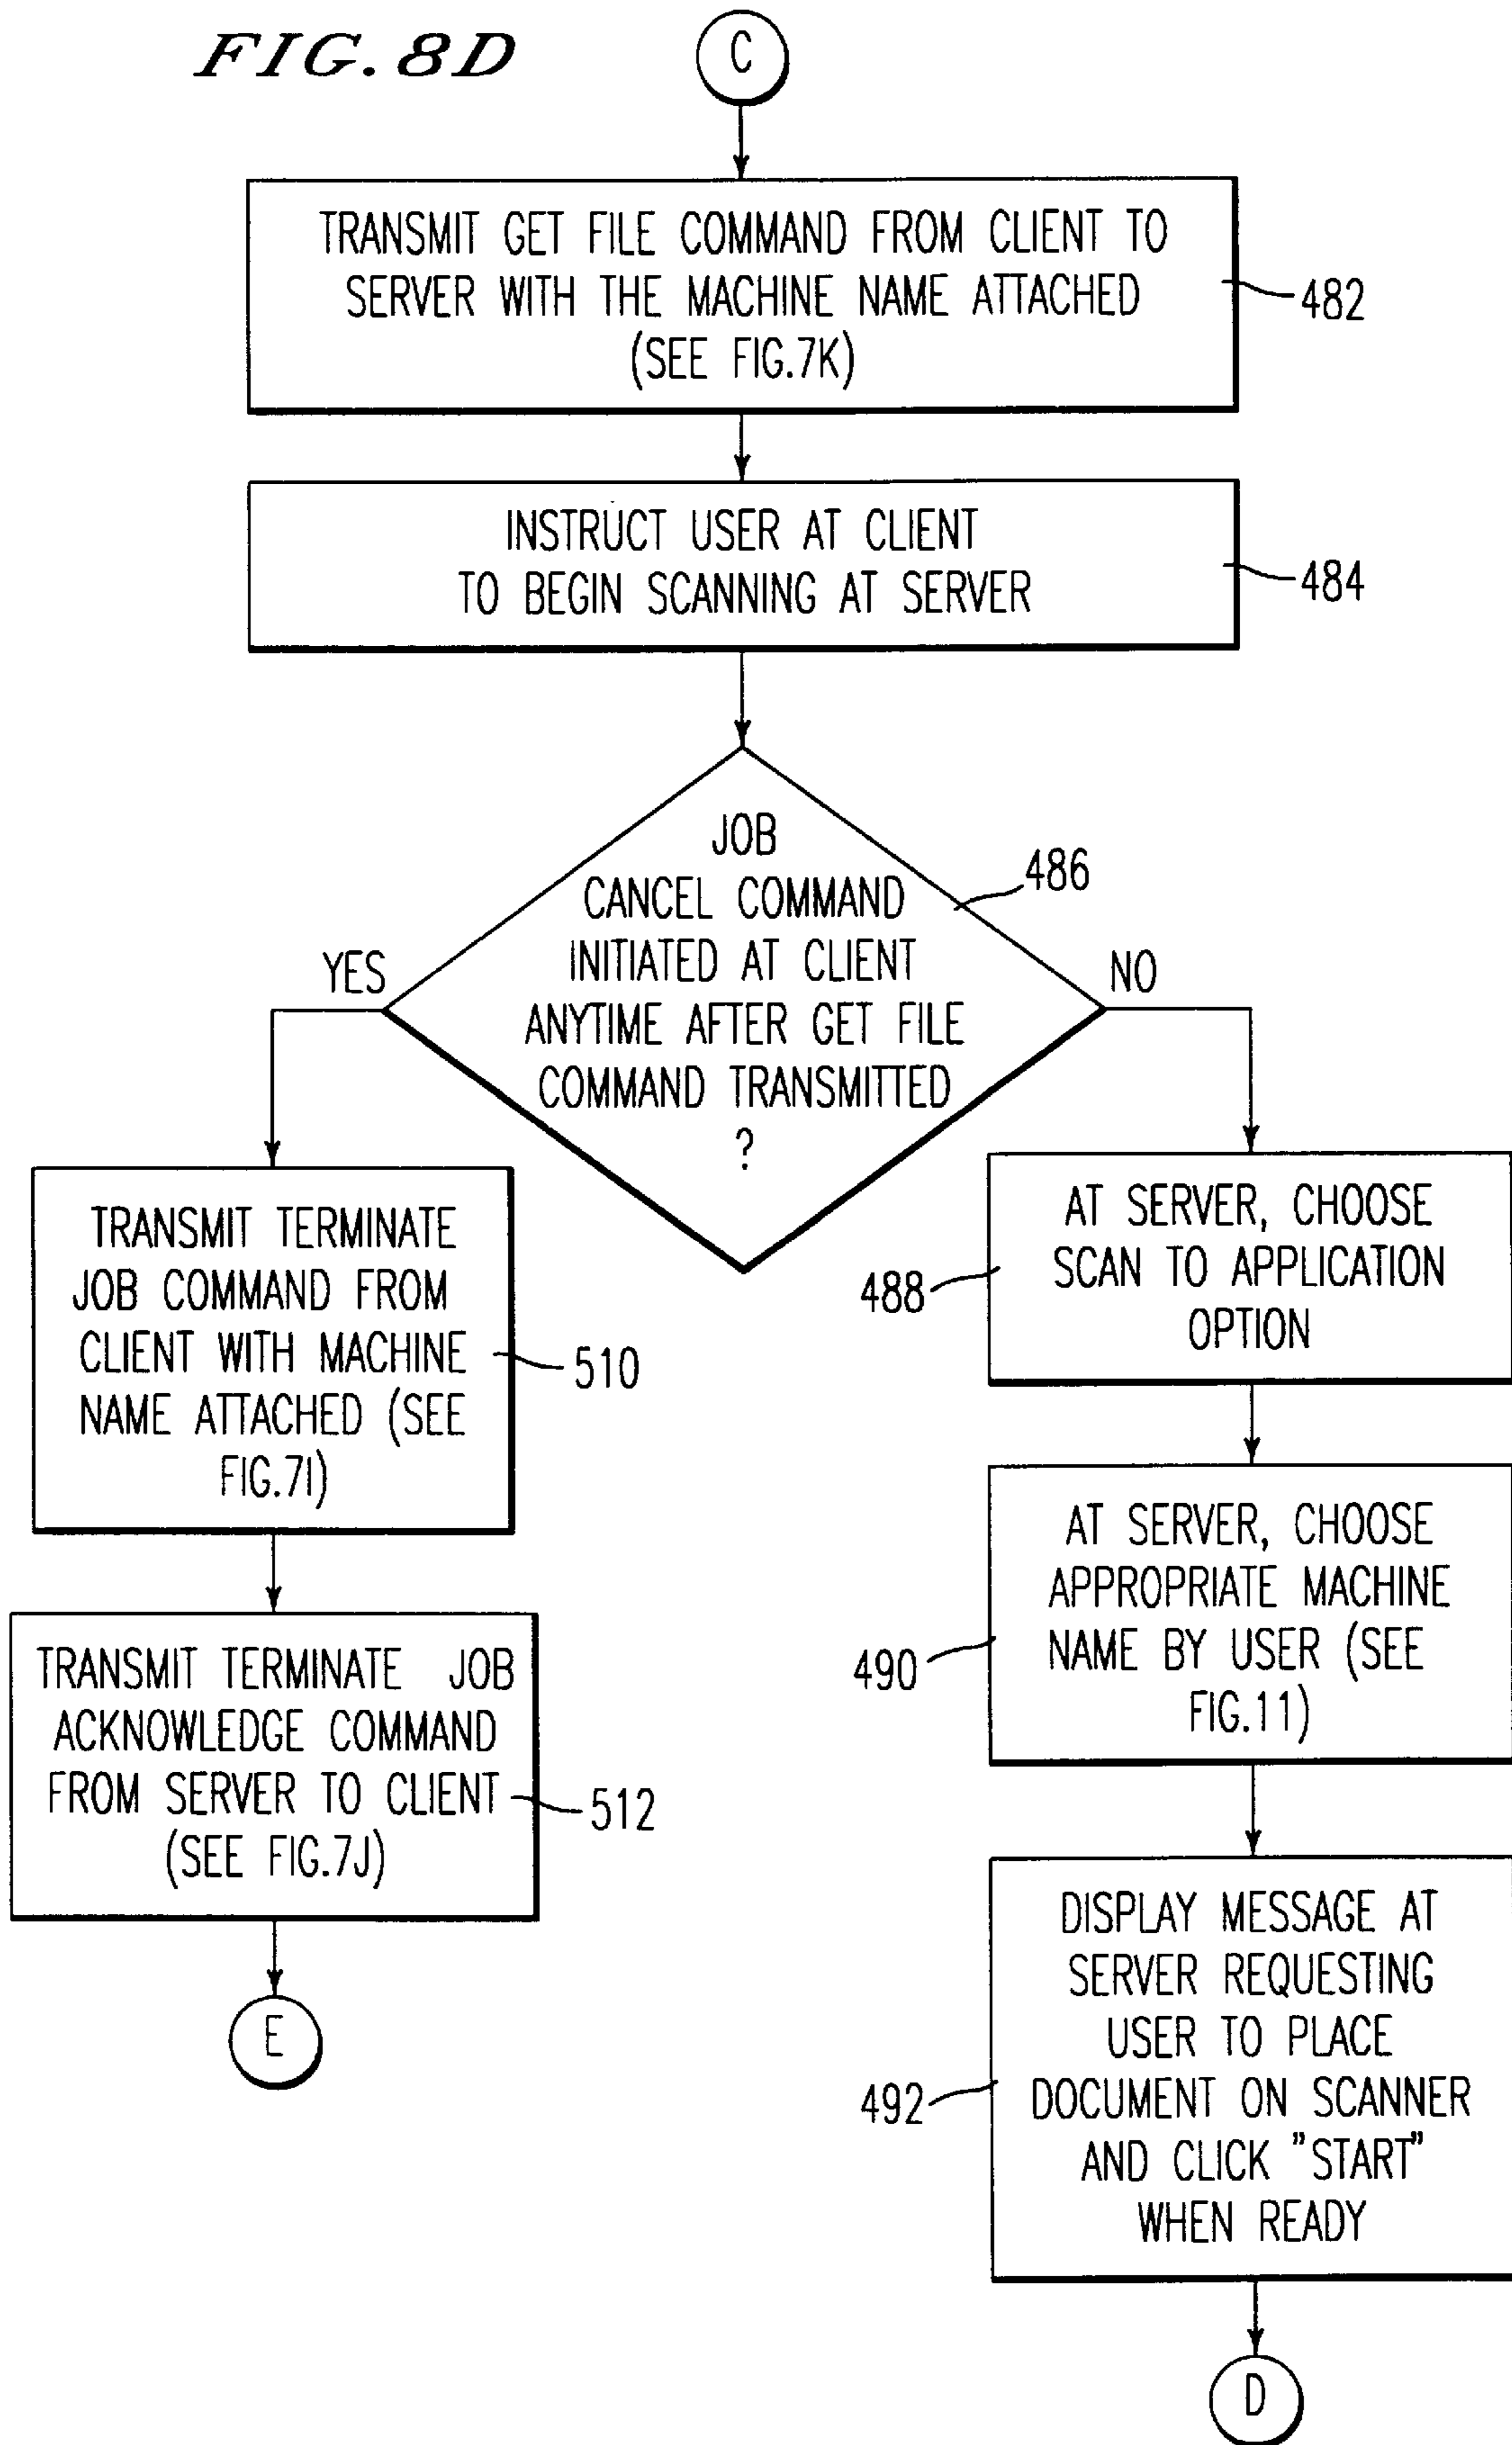 FIG. 8D
C
TRANSMIT GET FILE COMMAND FROM CLIENT TO
SERVER WITH THE MACHINE NAME ATTACHED
(SEE FIG.7K)
482
INSTRUCT USER AT CLIENT
TO BEGIN SCANNING AT SERVER
484
JOB
CANCEL COMMAND
INITIATED AT CLIENT
ANYTIME AFTER GET FILE
COMMAND TRANSMITTED
?
486
YES
NO
TRANSMIT TERMINATE
JOB COMMAND FROM
CLIENT WITH MACHINE
NAME ATTACHED (SEE
FIG.7I)
510
TRANSMIT TERMINATE JOB
ACKNOWLEDGE COMMAND
FROM SERVER TO CLIENT
(SEE FIG.7J)
512
E
AT SERVER, CHOOSE
SCAN TO APPLICATION
OPTION
488
AT SERVER, CHOOSE
APPROPRIATE MACHINE
NAME BY USER (SEE
FIG.11)
490
DISPLAY MESSAGE AT
SERVER REQUESTING
USER TO PLACE
DOCUMENT ON SCANNER
AND CLICK "START"
WHEN READY
492
D